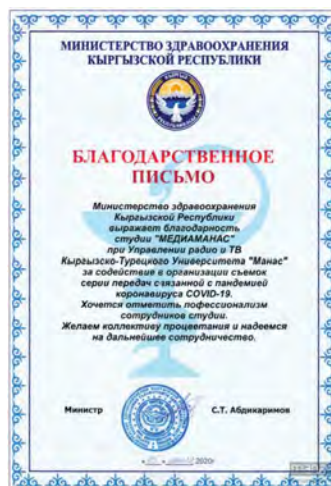 МИНИСТЕРСТВО ЗДРАВООХРАНЕНИЯ
КЫРГЫЗСКОЙ РЕСПУБЛИКИ
БЛАГОДАРСТВЕННОЕ
ПИСЬМО
Министерство здравоохранения
Кыргызской Республики
выражает благодарность
студии "МЕДИАМАНАС"
при Управлении радио и ТВ
Кыргызско-Турецкого Университета "Манас"
за содействие в организации съемок
серии передач связанной с пандемией
коронавируса COVID-19.
Хочется отметить пофессионализм
сотрудников студии.
Желаем коллективу процветания и надеемся
на дальнейшее сотрудничество.
Министр С.Т. Абдикаримов
2020г